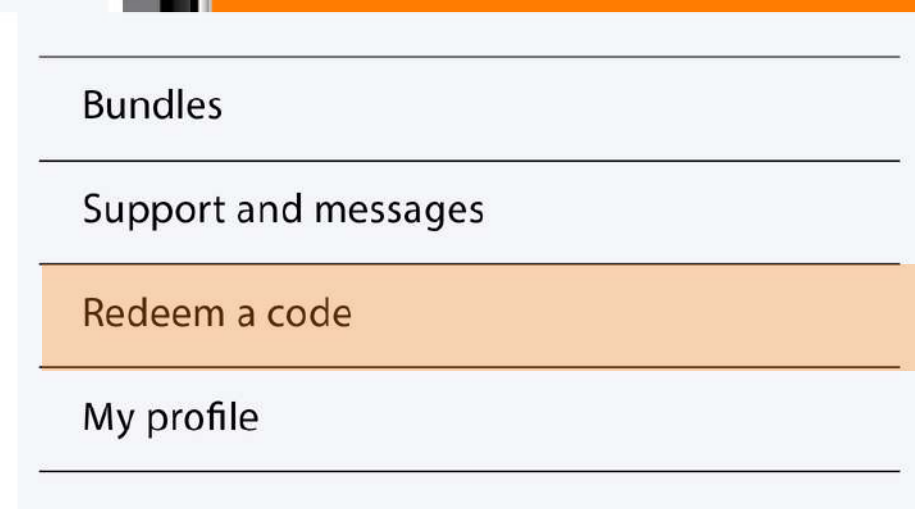 Bundles
Support and messages
Redeem a code
My profile